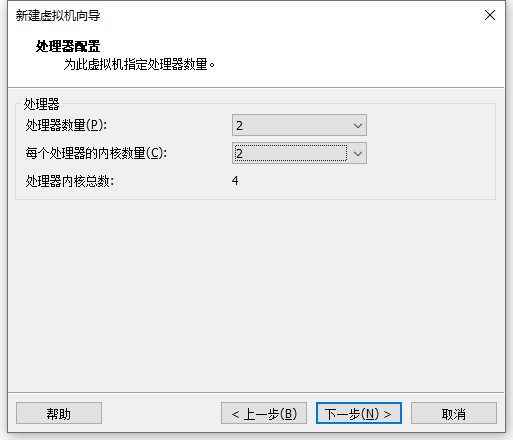 新建虚拟机向导
处理器配置
为此虚拟机指定处理器数量。
处理器
处理器数量(P): 2
每个处理器的内核数量(C): 2
处理器内核总数: 4
帮助 < 上一步(B) 下一步(N) > 取消